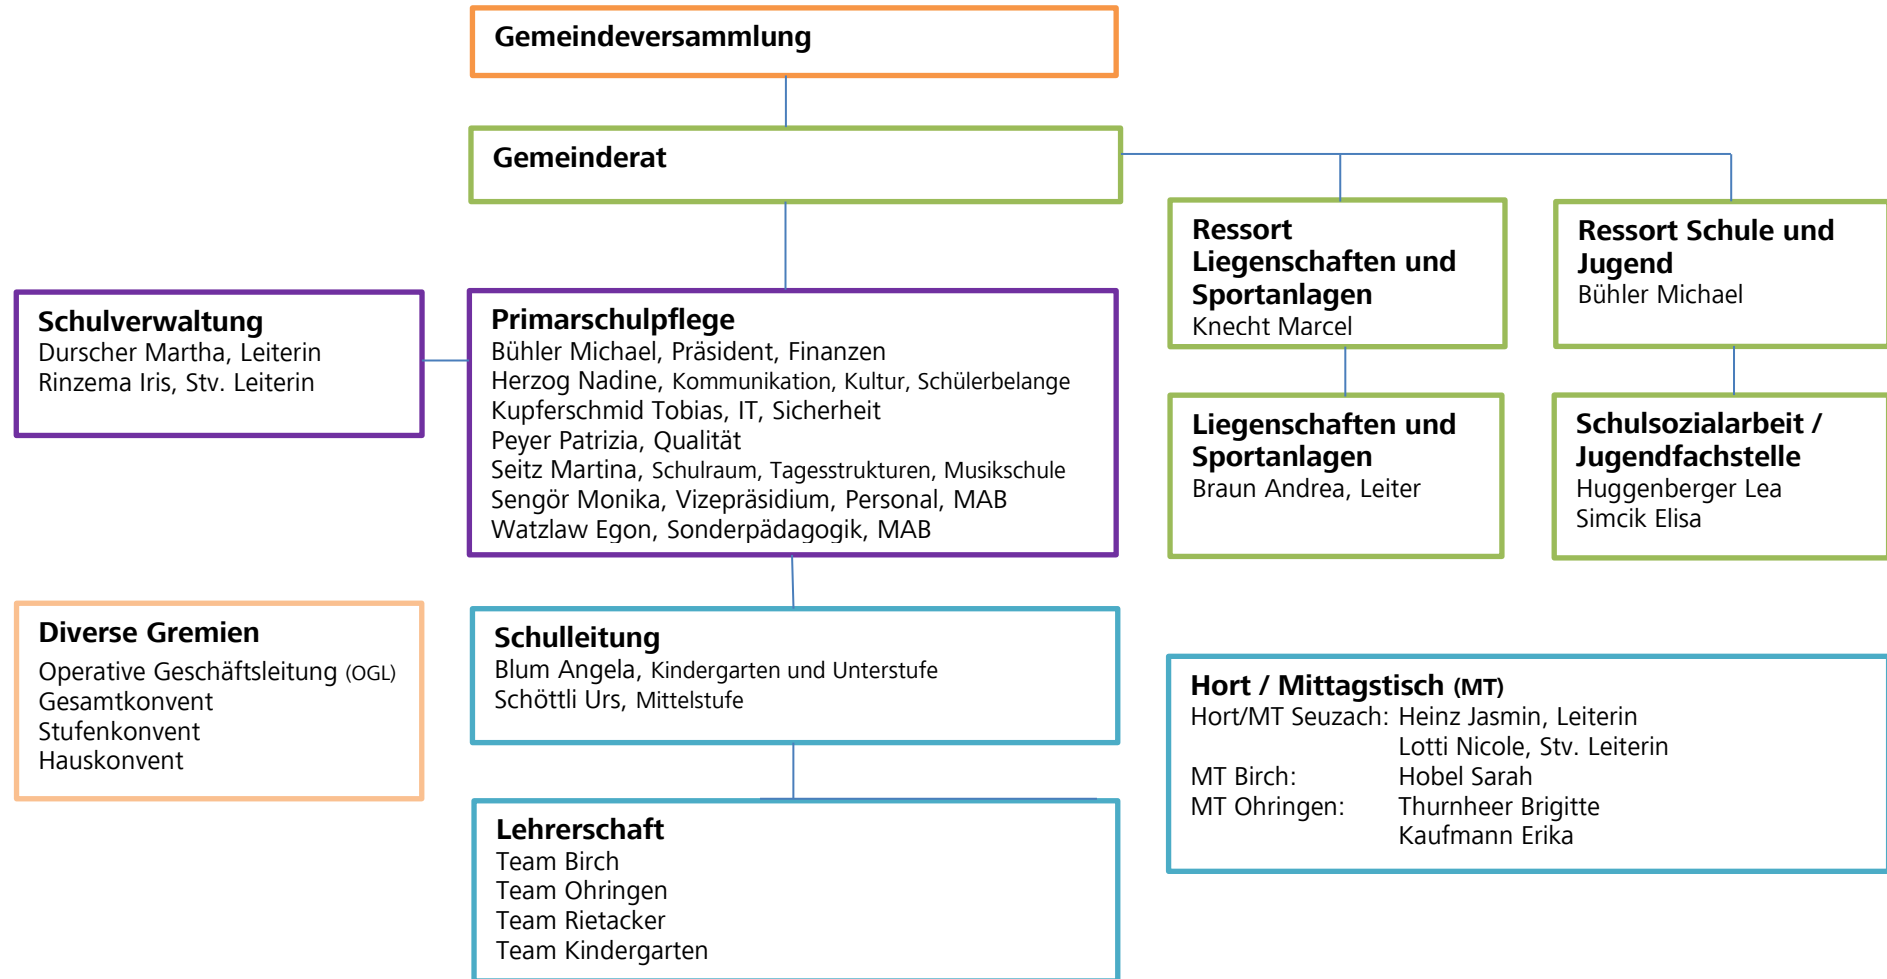 Gemeindeversammlung
Gemeinderat
Ressort
Liegenschaften und
Sportanlagen
Knecht Marcel
Ressort Schule und
Jugend
Bühler Michael
Schulverwaltung
Durscher Martha, Leiterin
Rinzema Iris, Stv. Leiterin
Primarschulpflege
Bühler Michael, Präsident, Finanzen
Herzog Nadine, Kommunikation, Kultur, Schülerbelange
Kupferschmid Tobias, IT, Sicherheit
Peyer Patrizia, Qualität
Seitz Martina, Schulraum, Tagesstrukturen, Musikschule
Sengör Monika, Vizepräsidium, Personal, MAB
Watzlaw Egon, Sonderpädagogik, MAB
Liegenschaften und
Sportanlagen
Braun Andrea, Leiter
Schulsozialarbeit /
Jugendfachstelle
Huggenberger Lea
Simcik Elisa
Diverse Gremien
Operative Geschäftsleitung (OGL)
Gesamtkonvent
Stufenkonvent
Hauskonvent
Schulleitung
Blum Angela, Kindergarten und Unterstufe
Schöttli Urs, Mittelstufe
Hort / Mittagstisch (MT)
Hort/MT Seuzach: Heinz Jasmin, Leiterin
Lotti Nicole, Stv. Leiterin
MT Birch: Hobel Sarah
MT Ohringen: Thurnheer Brigitte
Kaufmann Erika
Lehrerschaft
Team Birch
Team Ohringen
Team Rietacker
Team Kindergarten